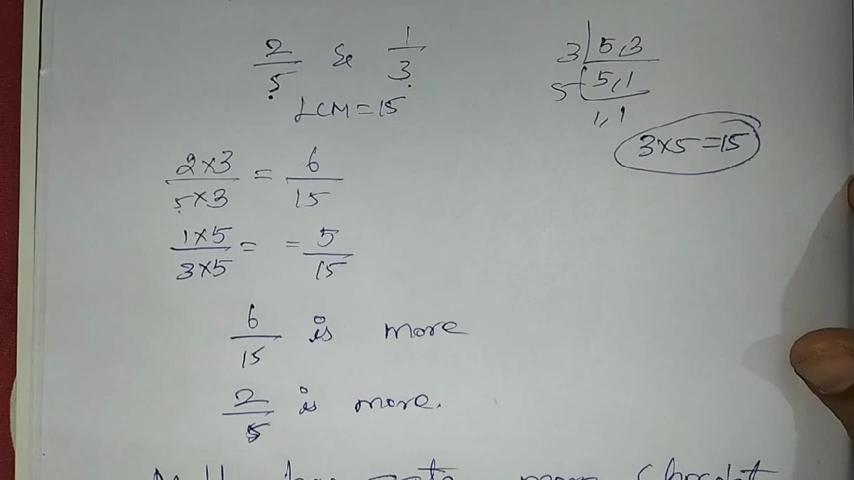 2/5 & 1/3
LCM = 15
3 | 5, 3
5 | 5, 1
1, 1
3×5 = 15
2×3/5×3 = 6/15
1×5/3×5 = = 5/15
6/15 is more
2/5 is more.
more